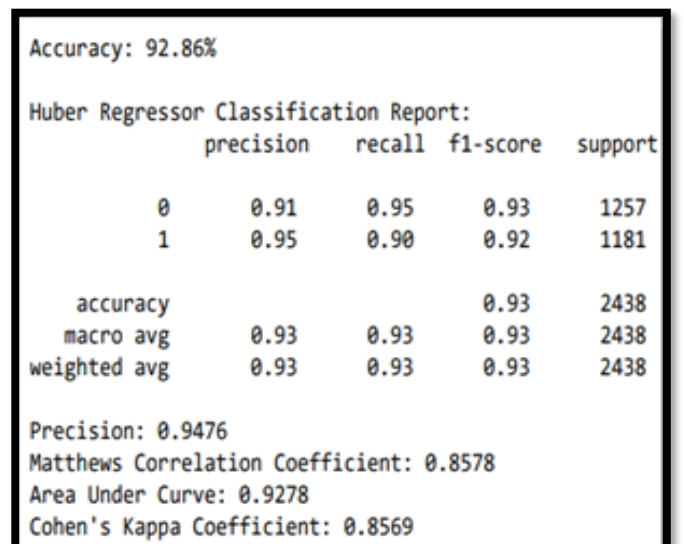 Accuracy: 92.86%
Huber Regressor Classification Report:
precision recall f1-score support
0 0.91 0.95 0.93 1257
1 0.95 0.90 0.92 1181
accuracy 0.93 2438
macro avg 0.93 0.93 0.93 2438
weighted avg 0.93 0.93 0.93 2438
Precision: 0.9476
Matthews Correlation Coefficient: 0.8578
Area Under Curve: 0.9278
Cohen's Kappa Coefficient: 0.8569